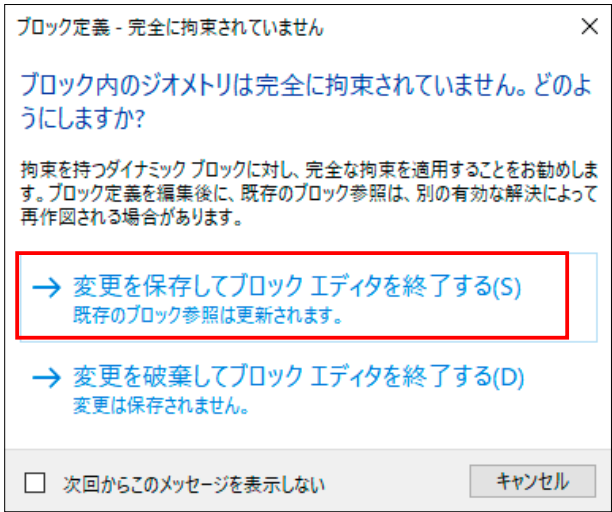 ブロック定義 - 完全に拘束されていません
ブロック内のジオメトリは完全に拘束されていません。どのよ
うにしますか?
拘束を持つダイナミック ブロックに対し、完全な拘束を適用することをお勧めしま
す。ブロック定義を編集後に、既存のブロック参照は、別の有効な解決によって
再作図される場合があります。
→ 変更を保存してブロック エディタを終了する(S)
既存のブロック参照は更新されます。
→ 変更を破棄してブロック エディタを終了する(D)
変更は保存されません。
次回からこのメッセージを表示しない
キャンセル